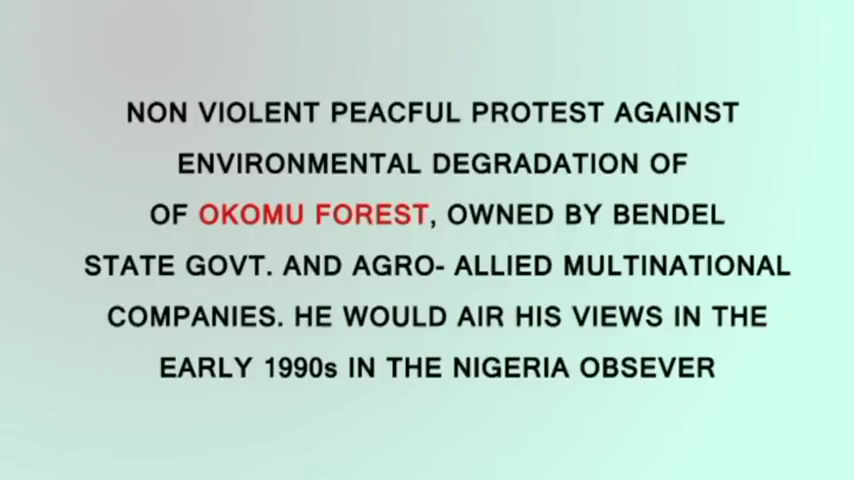 NON VIOLENT PEACFUL PROTEST AGAINST
ENVIRONMENTAL DEGRADATION OF
OF OKOMU FOREST, OWNED BY BENDEL
STATE GOVT. AND AGRO- ALLIED MULTINATIONAL
COMPANIES. HE WOULD AIR HIS VIEWS IN THE
EARLY 1990s IN THE NIGERIA OBSEVER